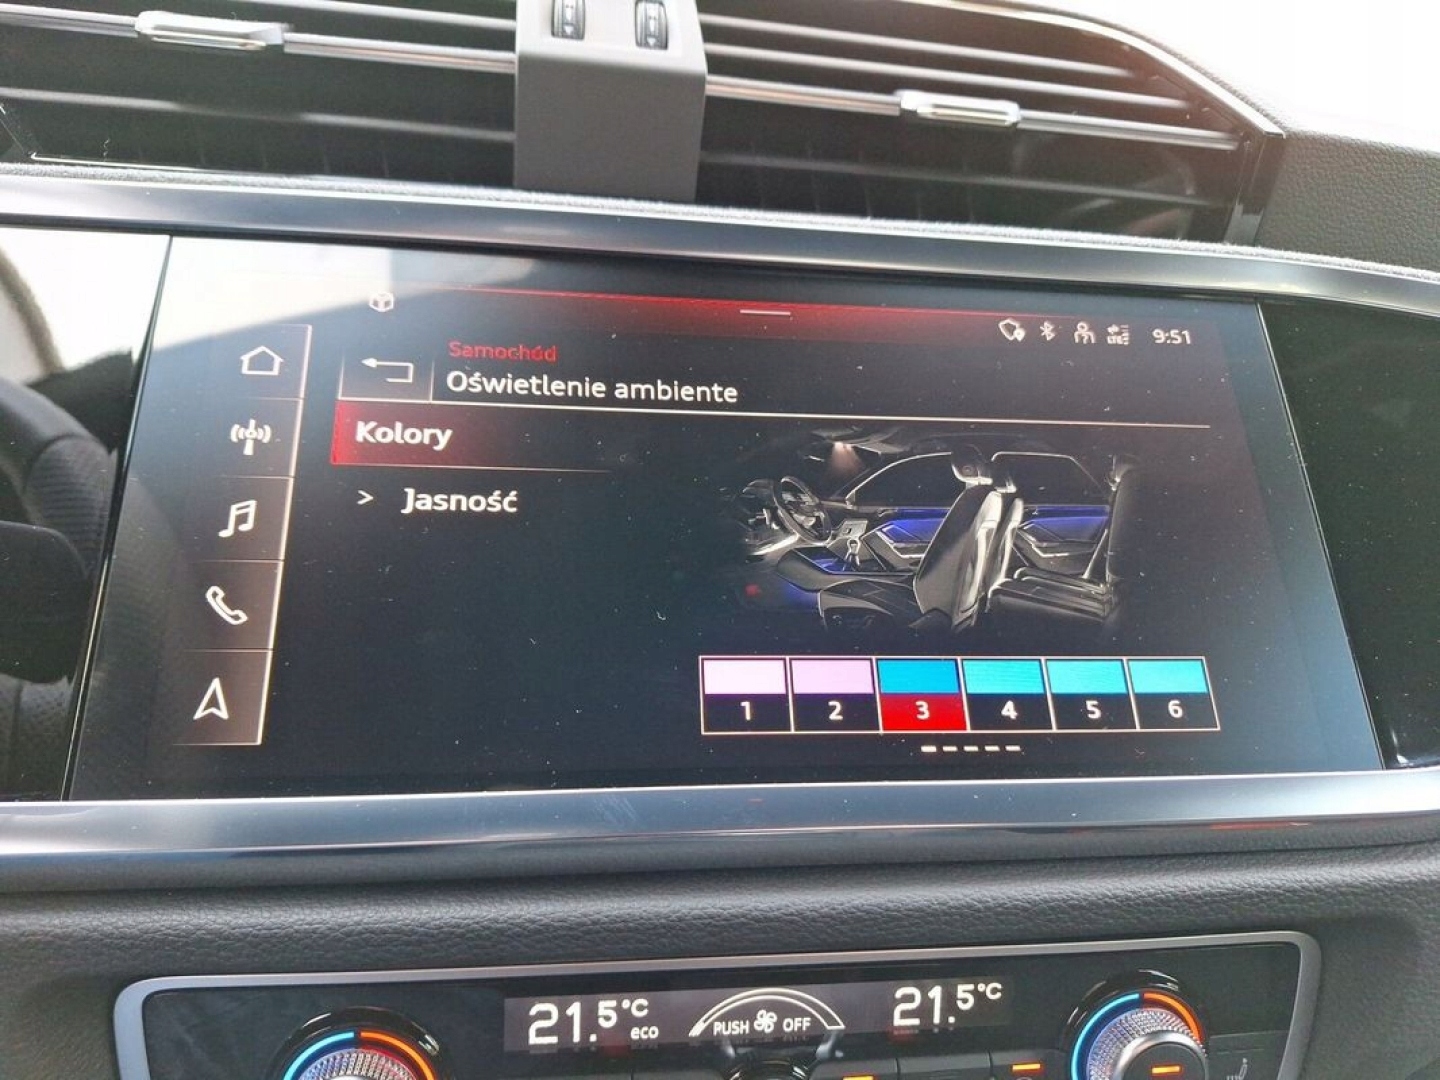 9:51
Samochód
Oświetlenie ambiente
Kolory
> Jasność
1 2 3 4 5 6
21.5°C eco
PUSH OFF
21.5°C